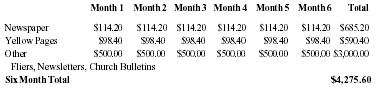 Month 1 Month 2 Month 3 Month 4 Month 5 Month 6 Total
Newspaper $114.20 $114.20 $114.20 $114.20 $114.20 $114.20 $685.20
Yellow Pages $98.40 $98.40 $98.40 $98.40 $98.40 $98.40 $590.40
Other $500.00 $500.00 $500.00 $500.00 $500.00 $500.00 $3,000.00
Fliers, Newsletters, Church Bulletins
Six Month Total $4,275.60